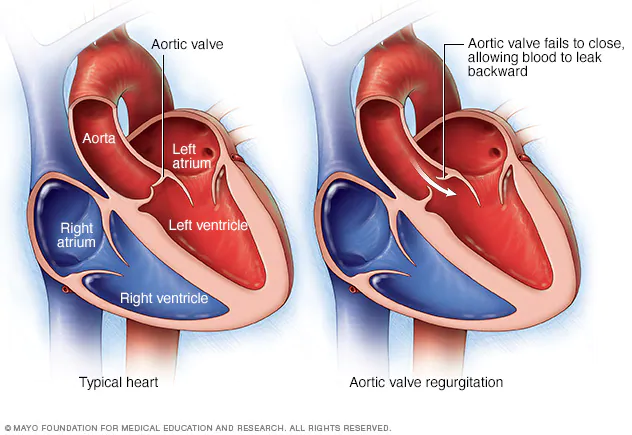 Aortic valve
Aorta
Left
atrium
Left ventricle
Right
atrium
Right ventricle
Typical heart
Aortic valve fails to close,
allowing blood to leak
backward
Aortic valve regurgitation
© MAYO FOUNDATION FOR MEDICAL EDUCATION AND RESEARCH. ALL RIGHTS RESERVED.